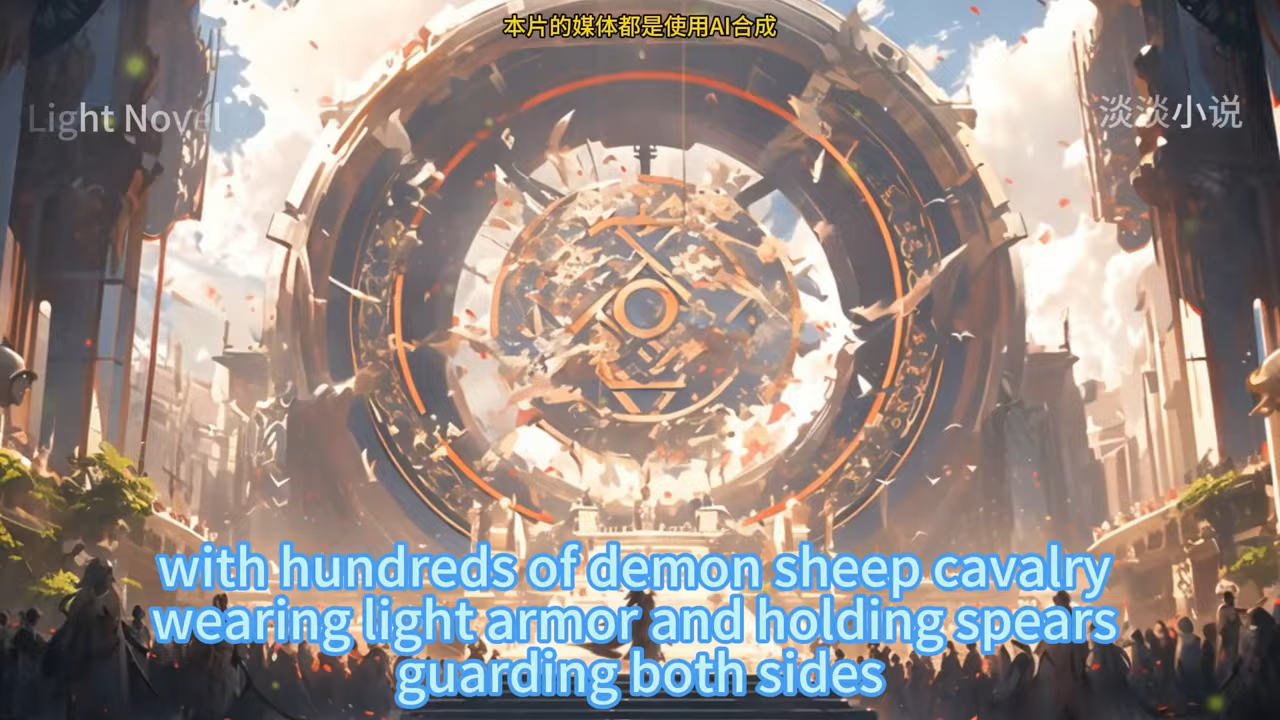 本片的媒体都是使用AI合成
Light Novel
淡淡小说
with hundreds of demon sheep cavalry
wearing light armor and holding spears
guarding both sides